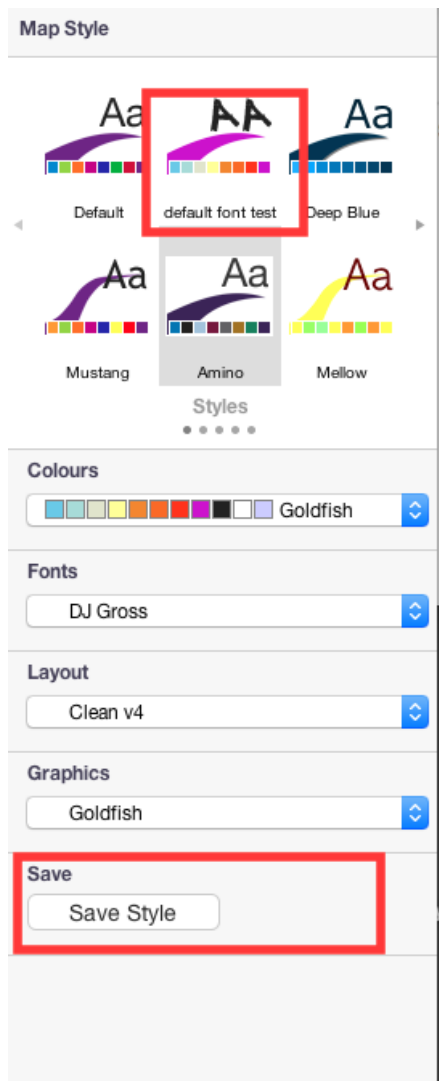 Map Style
Aa AA Aa
Default default font test Deep Blue
Aa Aa Aa
Mustang Amino Mellow
Styles
Colours
Goldfish
Fonts
DJ Gross
Layout
Clean v4
Graphics
Goldfish
Save
Save Style